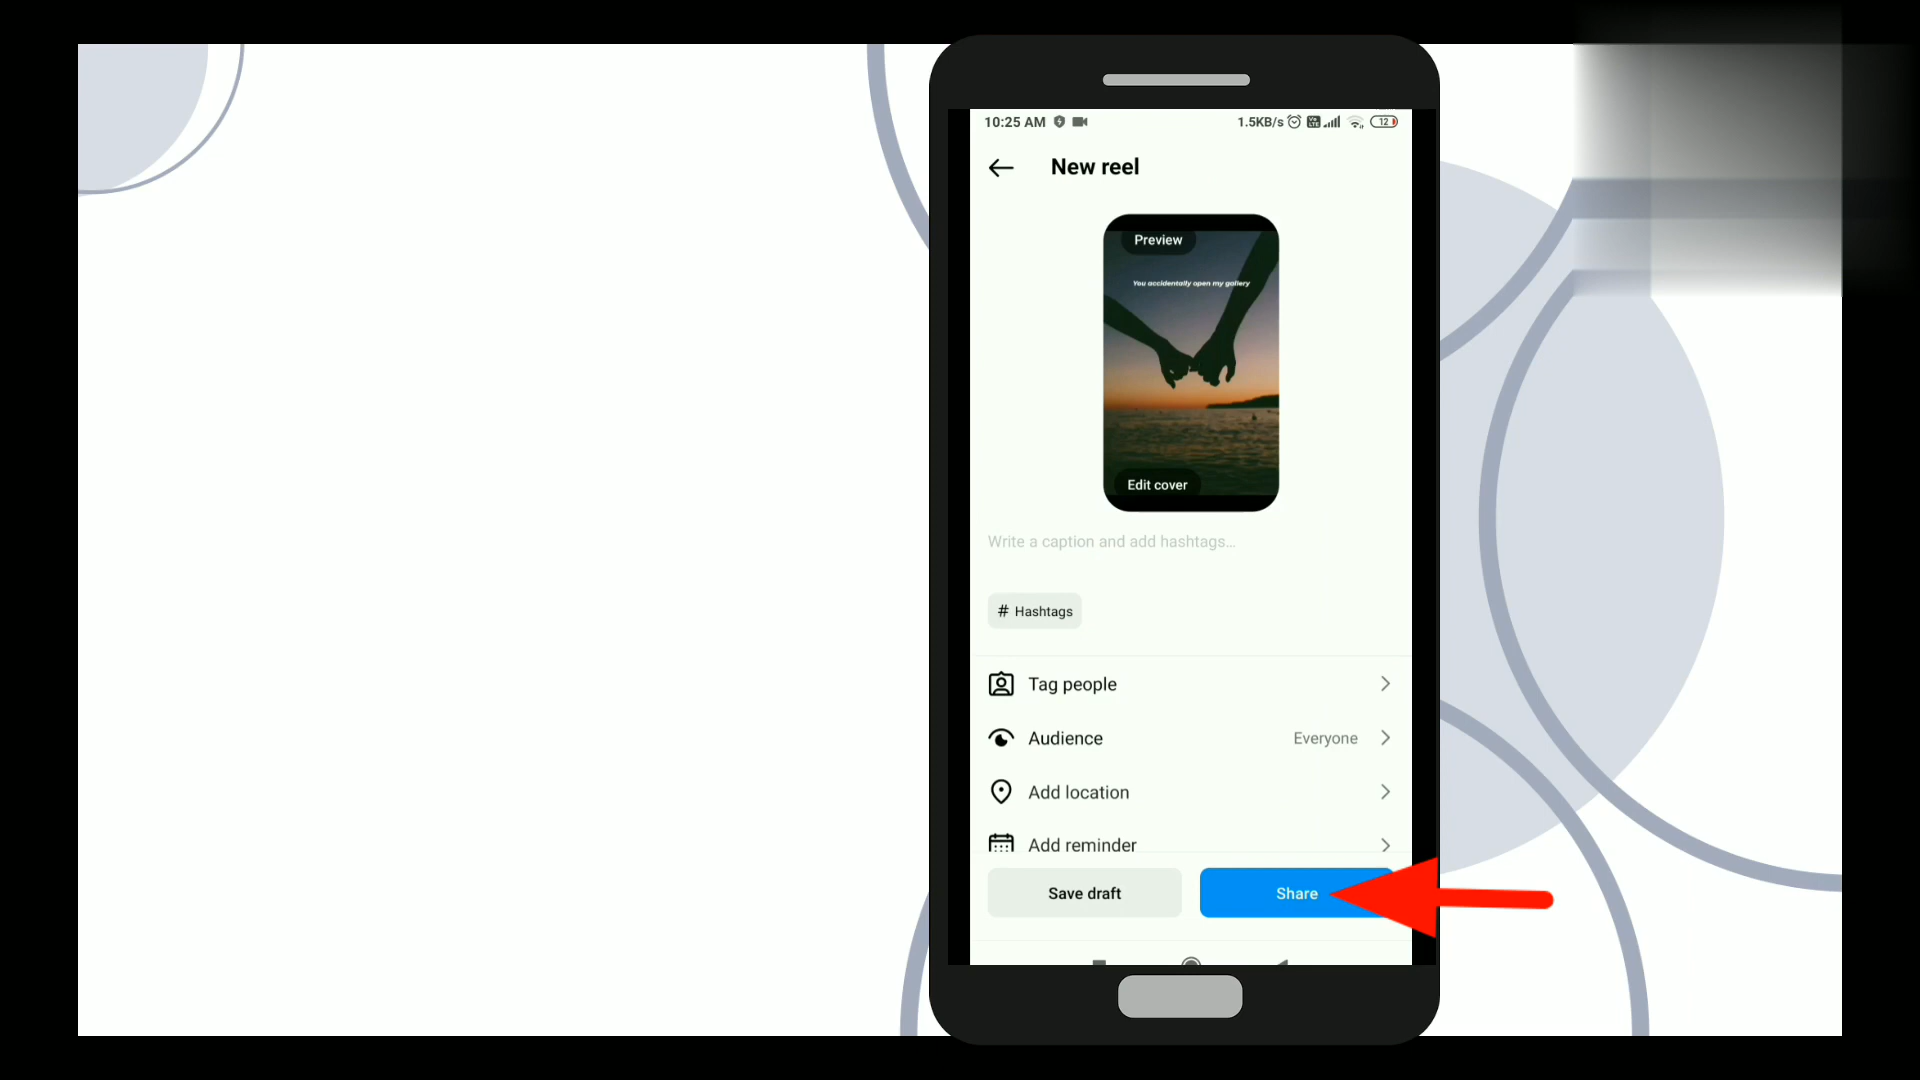 10:25 AM 1.5KB/s 12
New reel
Preview
You accidentally open my gallery
Edit cover
Write a caption and add hashtags...
# Hashtags
Tag people
Audience Everyone
Add location
Add reminder
Save draft Share